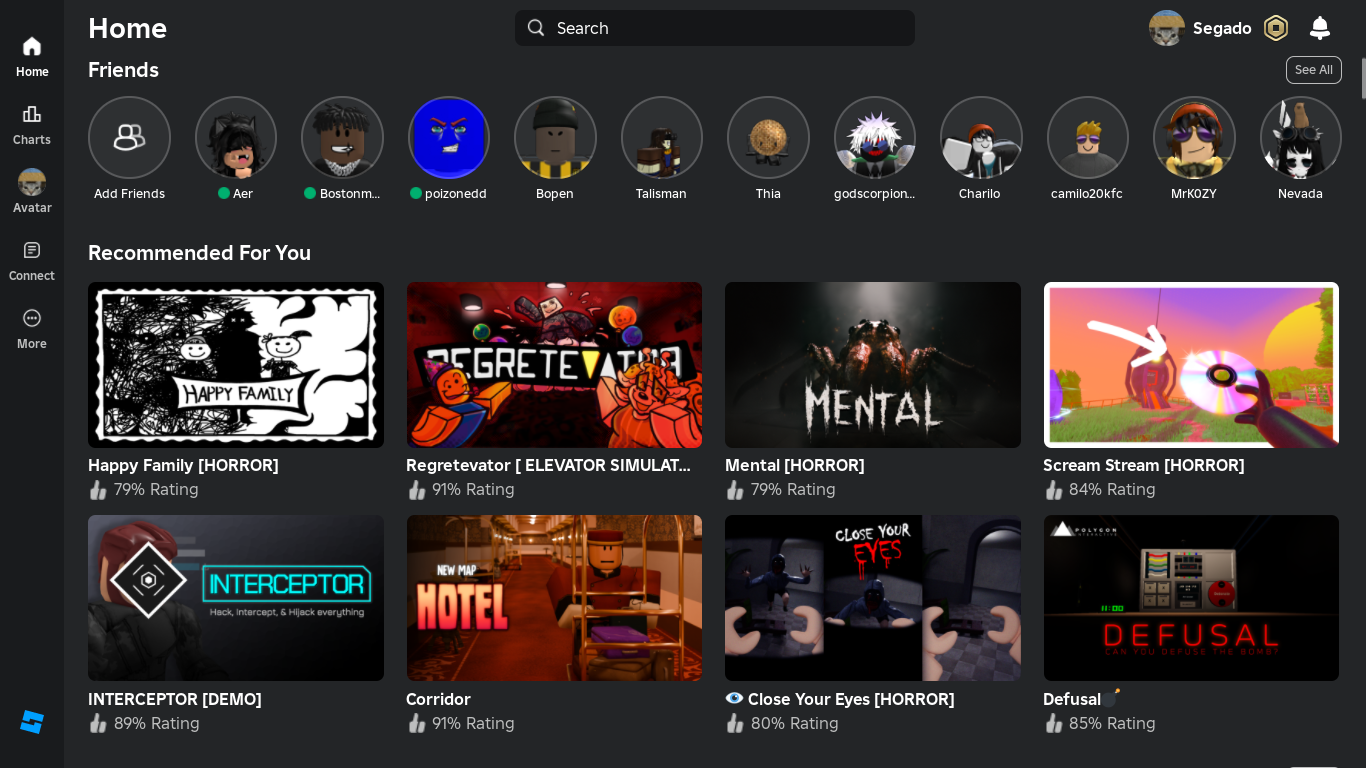 Home
Search
Segado
Home
Charts
Avatar
Connect
More
Friends
See All
Add Friends
Aer
Bostonm...
poizonedd
Bopen
Talisman
Thia
godscorpion...
Charilo
camilo20kfc
MrK0ZY
Nevada
Recommended For You
HAPPY FAMILY
REGRETEVATOR
MENTAL
Happy Family [HORROR]
Regretevator [ ELEVATOR SIMULAT...
Mental [HORROR]
Scream Stream [HORROR]
79% Rating
91% Rating
79% Rating
84% Rating
INTERCEPTOR
Hack, Intercept, & Hijack everything
NEW MAP
HOTEL
CLOSE YOUR
EYES
POLYGON
INTERACTIVE
11:00
DEFUSAL
CAN YOU DEFUSE THE BOMB?
INTERCEPTOR [DEMO]
Corridor
Close Your Eyes [HORROR]
Defusal
89% Rating
91% Rating
80% Rating
85% Rating